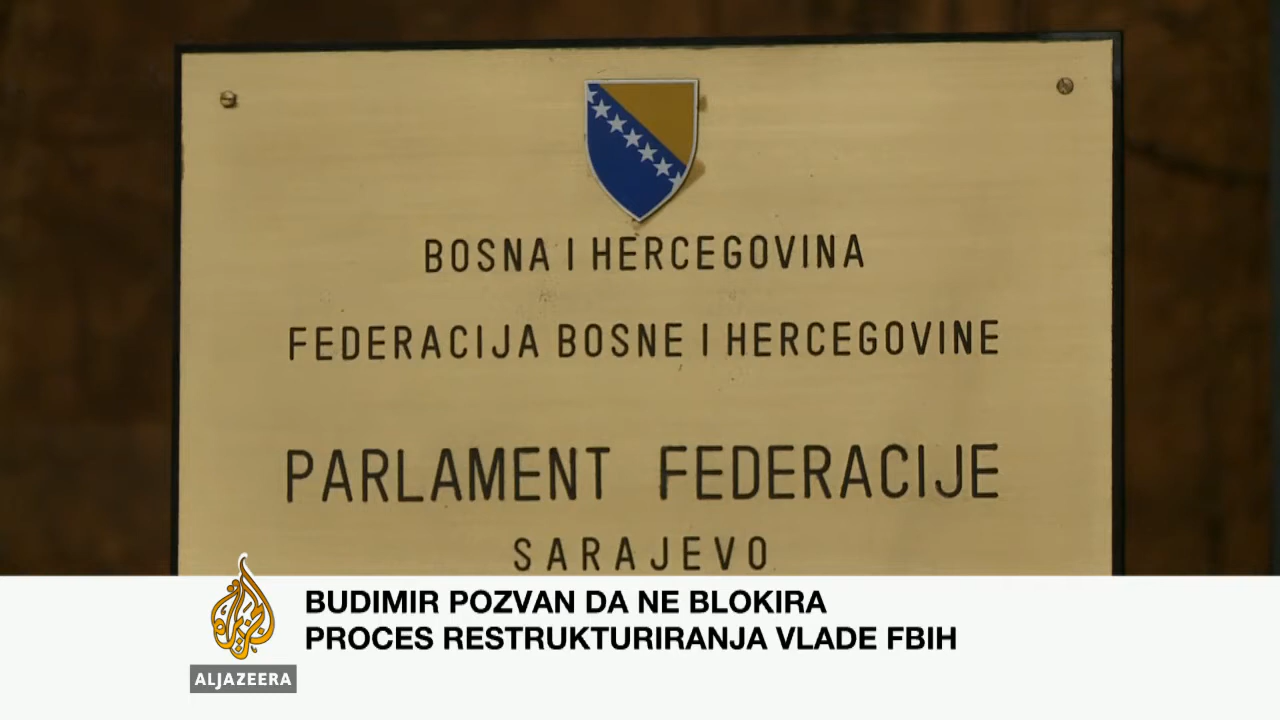 BOSNA I HERCEGOVINA
FEDERACIJA BOSNE I HERCEGOVINE
PARLAMENT FEDERACIJE
SARAJEVO
BUDIMIR POZVAN DA NE BLOKIRA
PROCES RESTRUKTURIRANJA VLADE FBIH
ALJAZEERA